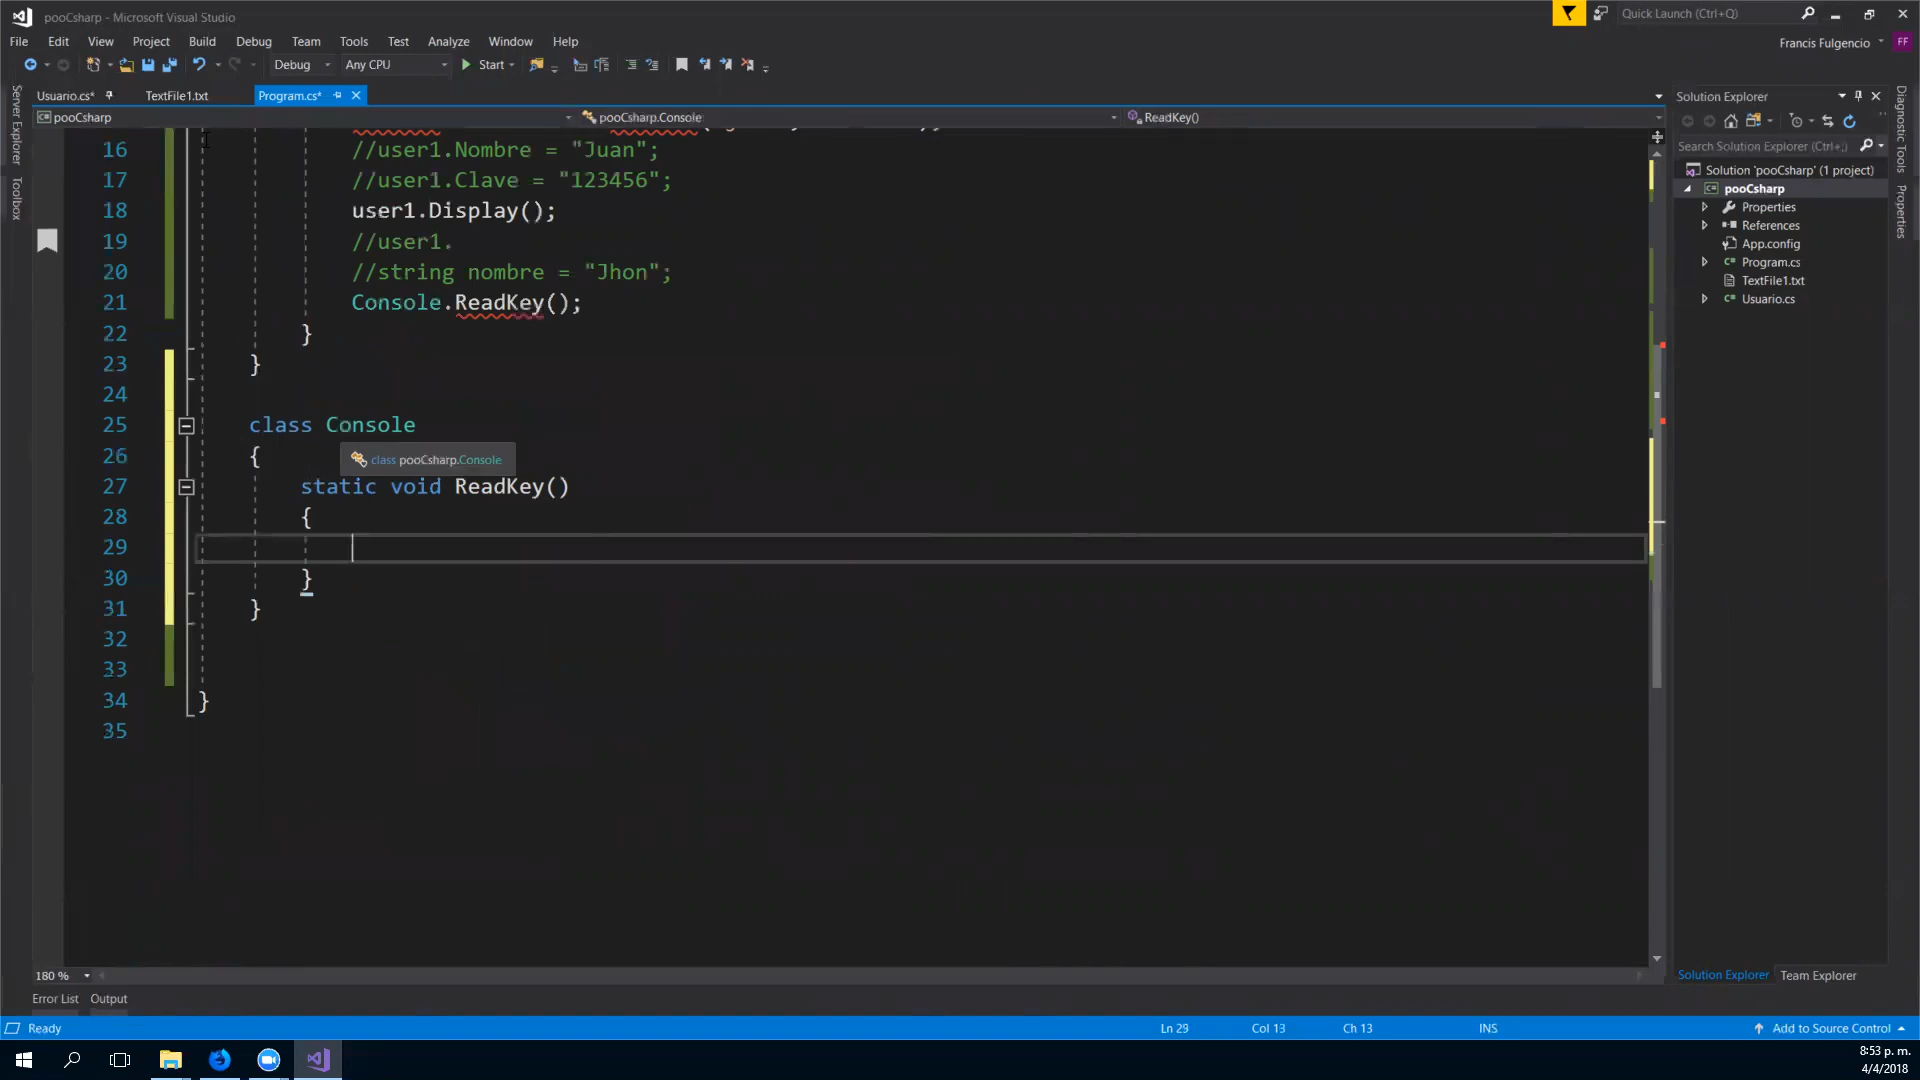 pooCsharp - Microsoft Visual Studio
Quick Launch (Ctrl+Q)
File Edit View Project Build Debug Team Tools Test Analyze Window Help
Francis Fulgencio FF
Debug Any CPU Start
Server Explorer
Toolbox
Usuario.cs* TextFile1.txt Program.cs*
pooCsharp pooCsharp.Console ReadKey()
16 //user1.Nombre = "Juan";
17 //user1.Clave = "123456";
18 user1.Display();
19 //user1.
20 //string nombre = "Jhon";
21 Console.ReadKey();
22 }
23 }
24
25 class Console
26 {
class pooCsharp.Console
27 static void ReadKey()
28 {
29
30 }
31 }
32
33
34 }
35
180 %
Solution Explorer
Search Solution Explorer (Ctrl+;)
Solution 'pooCsharp' (1 project)
pooCsharp
Properties
References
App.config
Program.cs
TextFile1.txt
Usuario.cs
Solution Explorer Team Explorer
Diagnostic Tools
Properties
Error List Output
Ready Ln 29 Col 13 Ch 13 INS Add to Source Control
8:53 p. m.
4/4/2018